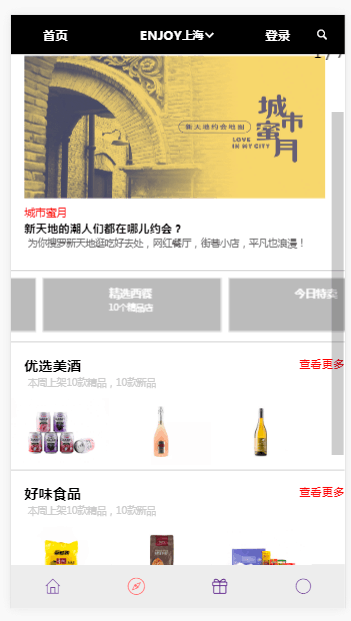 首页
ENJOY上海
登录
新天地约会地图
城市蜜月
LOVE
IN MY CITY
城市蜜月
新天地的潮人们都在哪儿约会？
为你搜罗新天地逛吃好去处，网红餐厅，街巷小店，平凡也浪漫！
精选西餐
10个精品店
今日特卖
优选美酒
查看更多
本周上架10款精品，10款新品
好味食品
查看更多
本周上架10款精品，10款新品